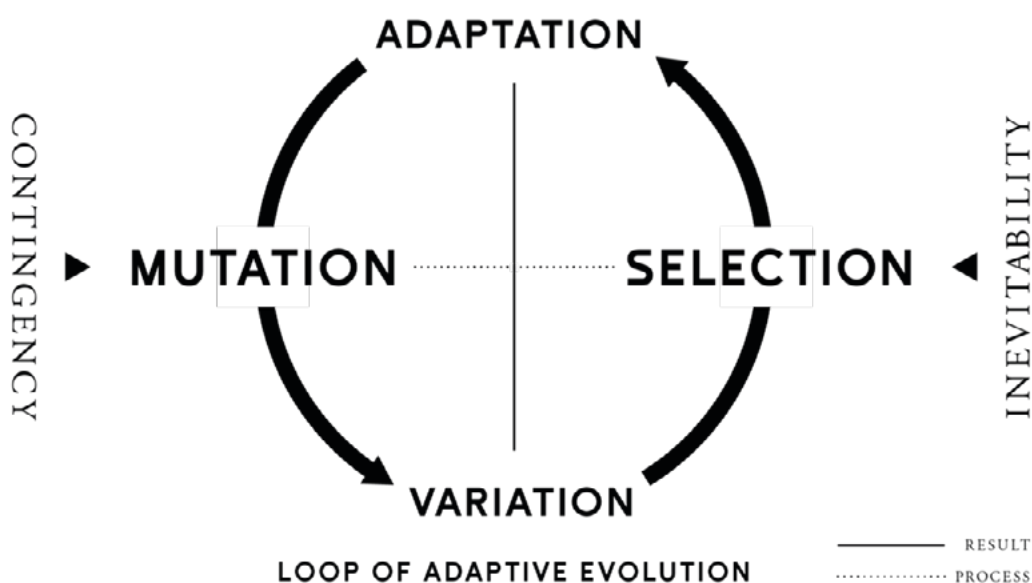 ADAPTATION
CONTINGENCY
MUTATION
SELECTION
INEVITABILITY
VARIATION
LOOP OF ADAPTIVE EVOLUTION
RESULT
PROCESS